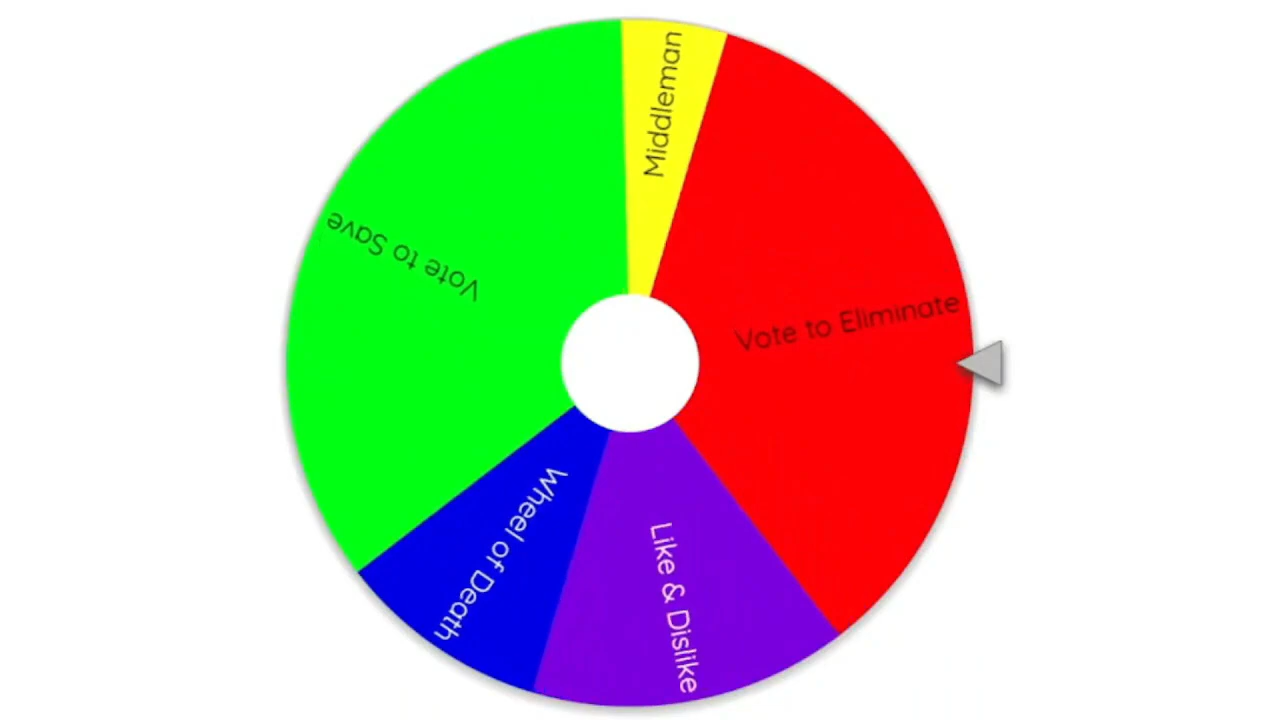 Middleman
Vote to Save
Vote to Eliminate
Wheel of Death
Like & Dislike